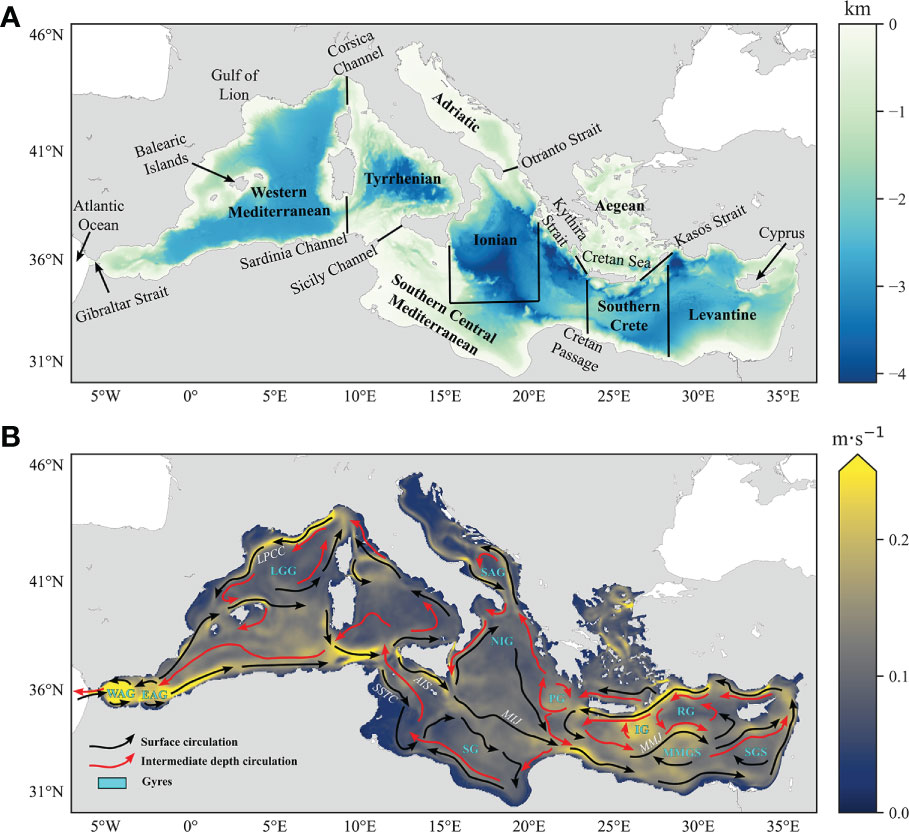 A
km
46°N
41°N
36°N
31°N
5°W
0°
5°E
10°E
15°E
20°E
25°E
30°E
35°E
0
−1
−2
−3
−4
Corsica
Channel
Gulf of
Lion
Balearic
Islands
Atlantic
Ocean
Gibraltar Strait
Western
Mediterranean
Sardinia Channel
Sicily Channel
Tyrrhenian
Adriatic
Otranto Strait
Ionian
Kythira
Strait
Aegean
Cretan Sea
Kasos Strait
Cyprus
Southern Central
Mediterranean
Cretan
Passage
Southern
Crete
Levantine
B
m·s⁻¹
46°N
41°N
36°N
31°N
5°W
0°
5°E
10°E
15°E
20°E
25°E
30°E
35°E
0.2
0.1
0.0
LPCC
LGG
SAG
NIG
WAG
EAG
AIS
SSTC
MIJ
SG
PG
IG
RG
MMJ
MMGS
SGS
Surface circulation
Intermediate depth circulation
Gyres